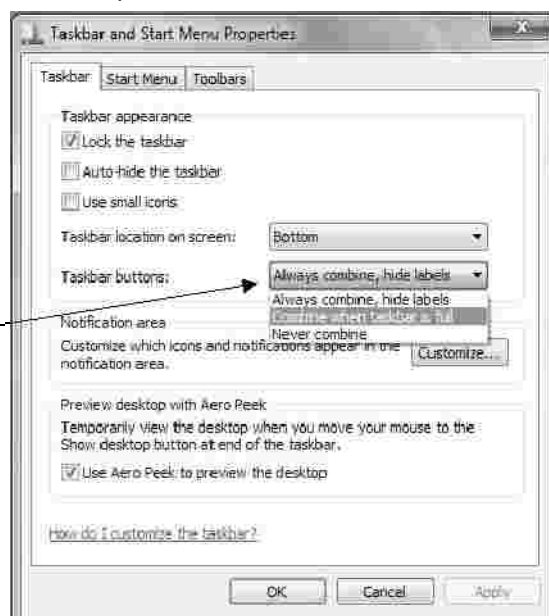 Taskbar and Start Menu Properties
Taskbar Start Menu Toolbars
Taskbar appearance
Lock the taskbar
Auto-hide the taskbar
Use small icons
Taskbar location on screen: Bottom
Taskbar buttons: Always combine, hide labels
Always combine, hide labels
Combine when taskbar is full
Never combine
Notification area
Customize which icons and notifications appear in the
notification area.
Customize...
Preview desktop with Aero Peek
Temporarily view the desktop when you move your mouse to the
Show desktop button at end of the taskbar.
Use Aero Peek to preview the desktop
How do I customize the taskbar?
OK Cancel Apply